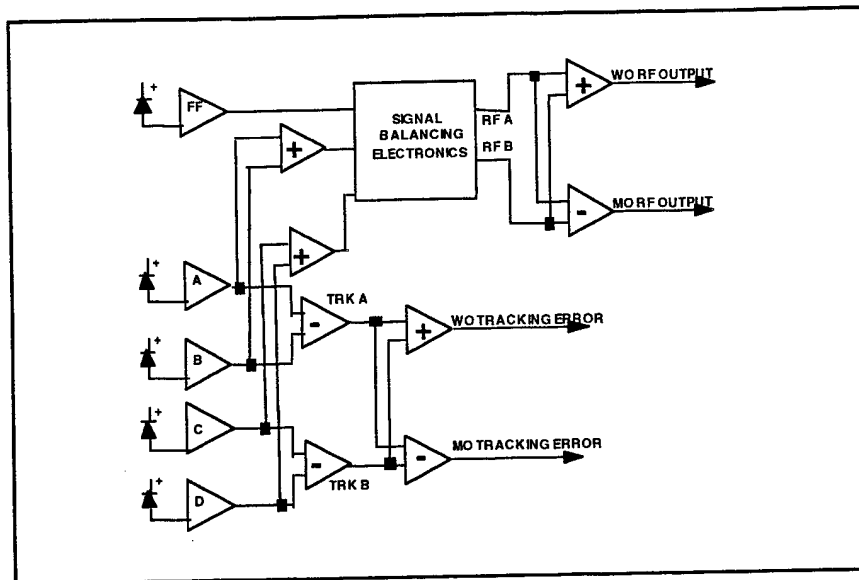 +
FF
+
SIGNAL
BALANCING
ELECTRONICS
RF A
RF B
+
WO RF OUTPUT
-
MO RF OUTPUT
+
+
A
TRK A
-
+
WO TRACKING ERROR
+
B
+
C
-
TRK B
-
MO TRACKING ERROR
+
D